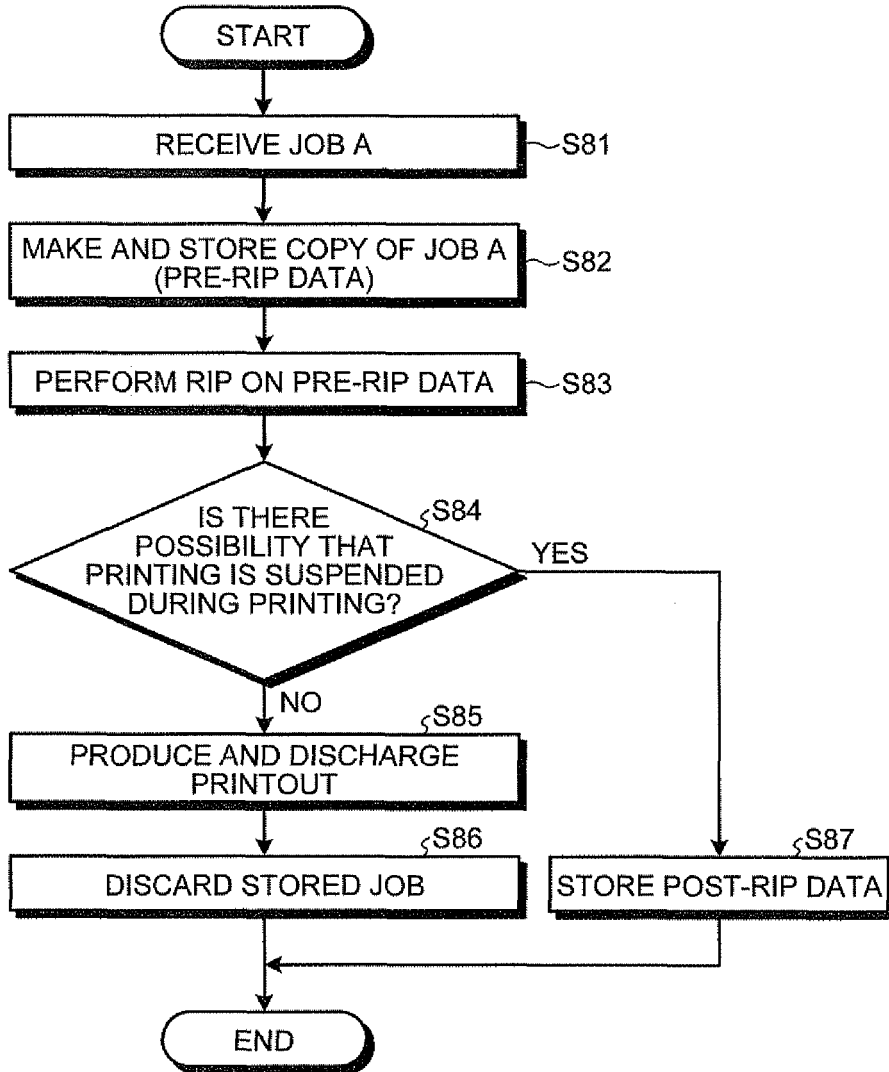 START
RECEIVE JOB A
S81
MAKE AND STORE COPY OF JOB A
(PRE-RIP DATA)
S82
PERFORM RIP ON PRE-RIP DATA
S83
S84
IS THERE
POSSIBILITY THAT
PRINTING IS SUSPENDED
DURING PRINTING?
YES
NO
S85
PRODUCE AND DISCHARGE
PRINTOUT
S86
DISCARD STORED JOB
S87
STORE POST-RIP DATA
END